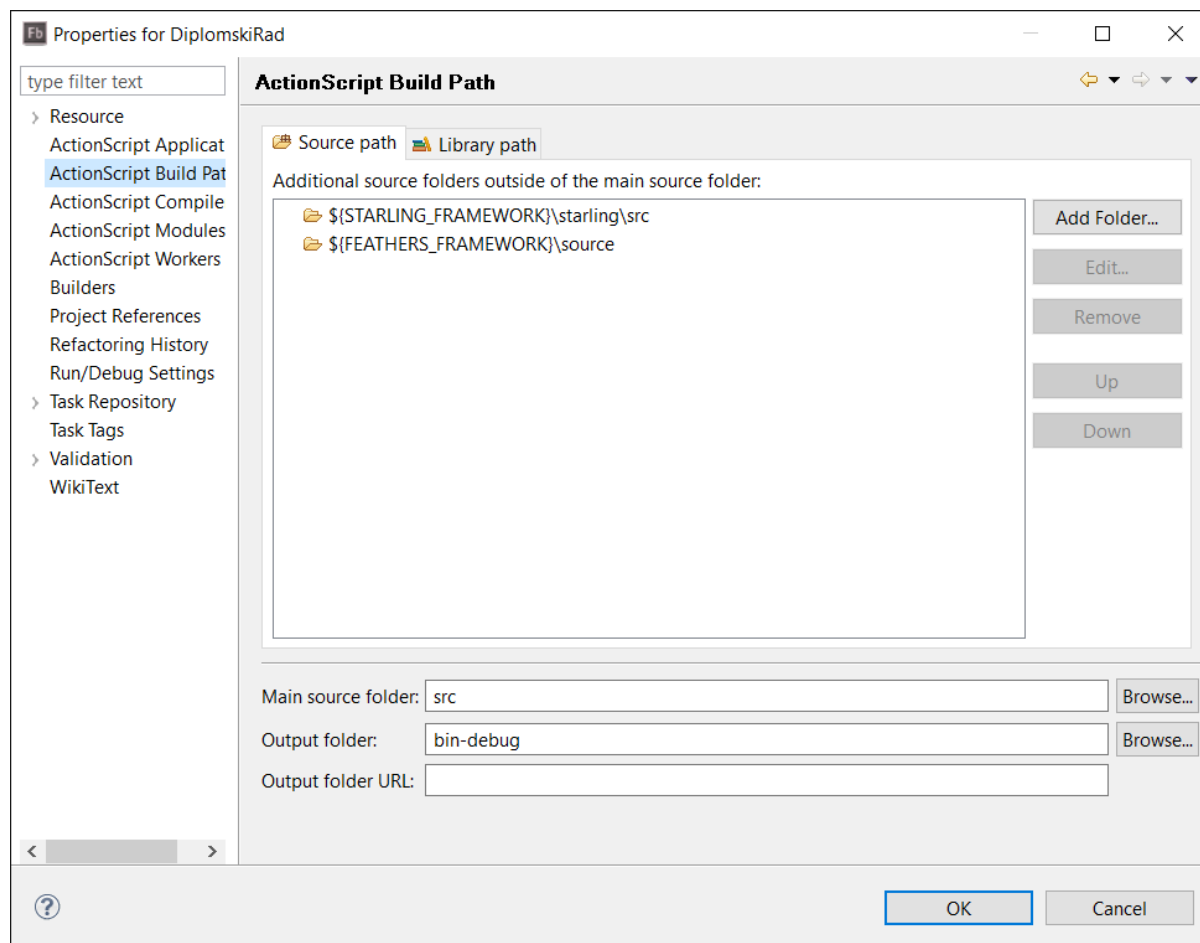 Fb Properties for DiplomskiRad
type filter text
Resource
ActionScript Applicat
ActionScript Build Pat
ActionScript Compile
ActionScript Modules
ActionScript Workers
Builders
Project References
Refactoring History
Run/Debug Settings
Task Repository
Task Tags
Validation
WikiText
ActionScript Build Path
Source path
Library path
Additional source folders outside of the main source folder:
${STARLING_FRAMEWORK}\starling\src
${FEATHERS_FRAMEWORK}\source
Add Folder...
Edit...
Remove
Up
Down
Main source folder: src Browse...
Output folder: bin-debug Browse...
Output folder URL:
?
OK
Cancel